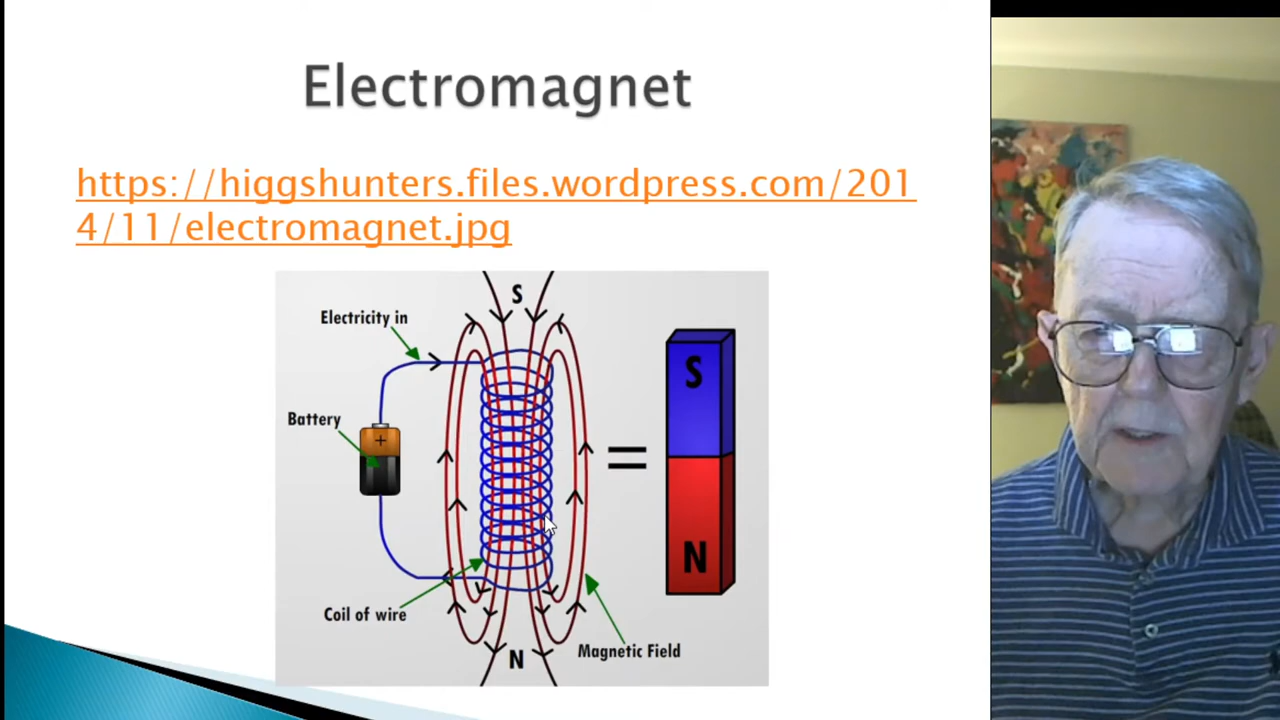 Electromagnet
https://higgshunters.files.wordpress.com/201
4/11/electromagnet.jpg
S
Electricity in
S
Battery
+
=
N
Coil of wire
Magnetic Field
N